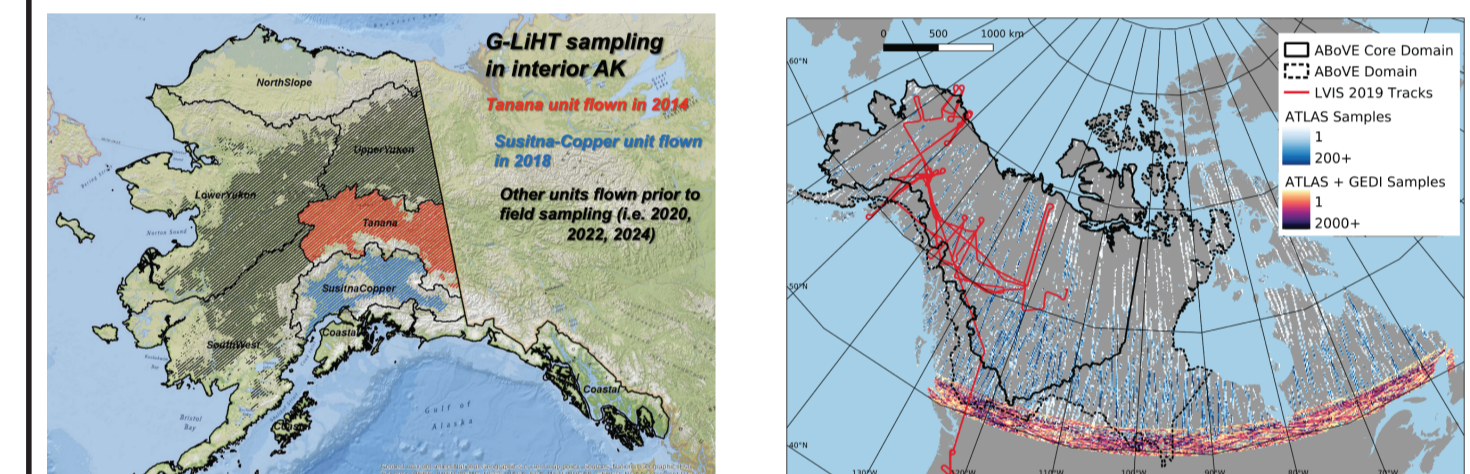 G-LiHT sampling
in interior AK
Tanana unit flown in 2014
Susitna-Copper unit flown
in 2018
Other units flown prior to
field sampling (i.e. 2020,
2022, 2024)
NorthSlope
UpperYukon
LowerYukon
Tanana
Norton Sound
SusitnaCopper
SouthWest
Coastal
Coastal
Bristol
Bay
Gulf of
Alaska
0 500 1000 km
60°N
50°N
40°N
130°W 120°W 110°W 100°W 90°W 70°W
ABoVE Core Domain
ABoVE Domain
LVIS 2019 Tracks
ATLAS Samples
1
200+
ATLAS + GEDI Samples
1
2000+